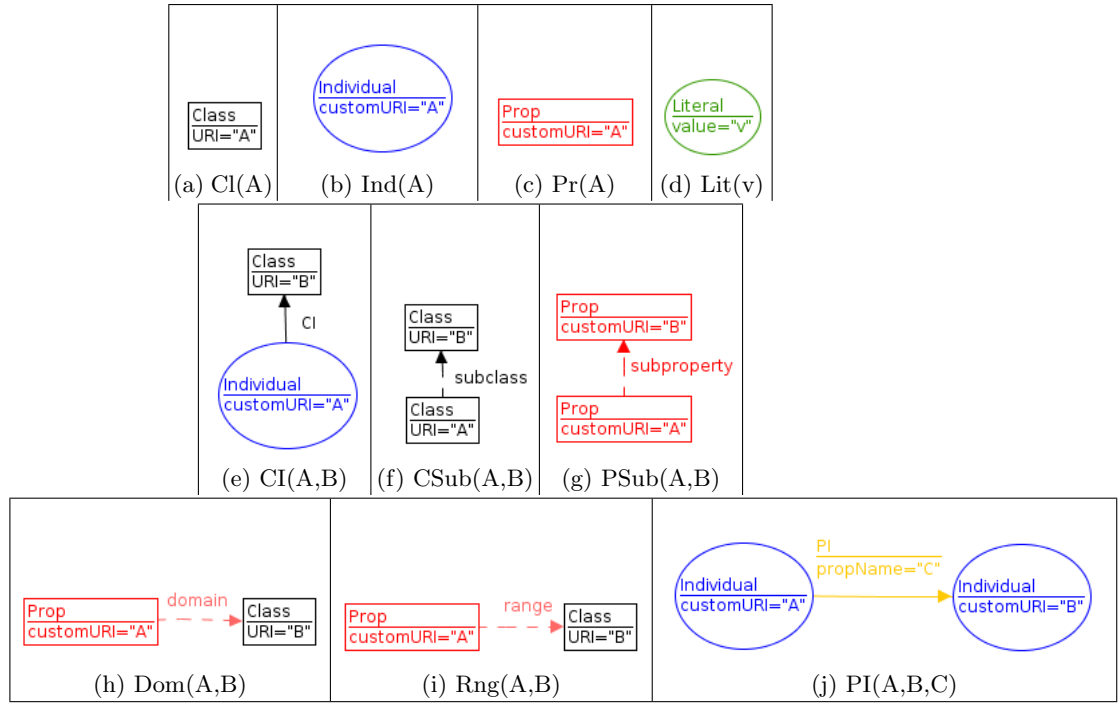 Class
URI="A"
Individual
customURI="A"
Prop
customURI="A"
Literal
value="v"
(a) Cl(A)
(b) Ind(A)
(c) Pr(A)
(d) Lit(v)
Class
URI="B"
CI
Individual
customURI="A"
Class
URI="B"
subclass
Class
URI="A"
Prop
customURI="B"
subproperty
Prop
customURI="A"
(e) CI(A,B)
(f) CSub(A,B)
(g) PSub(A,B)
Prop
customURI="A"
domain
Class
URI="B"
Prop
customURI="A"
range
Class
URI="B"
Individual
customURI="A"
PI
propName="C"
Individual
customURI="B"
(h) Dom(A,B)
(i) Rng(A,B)
(j) PI(A,B,C)